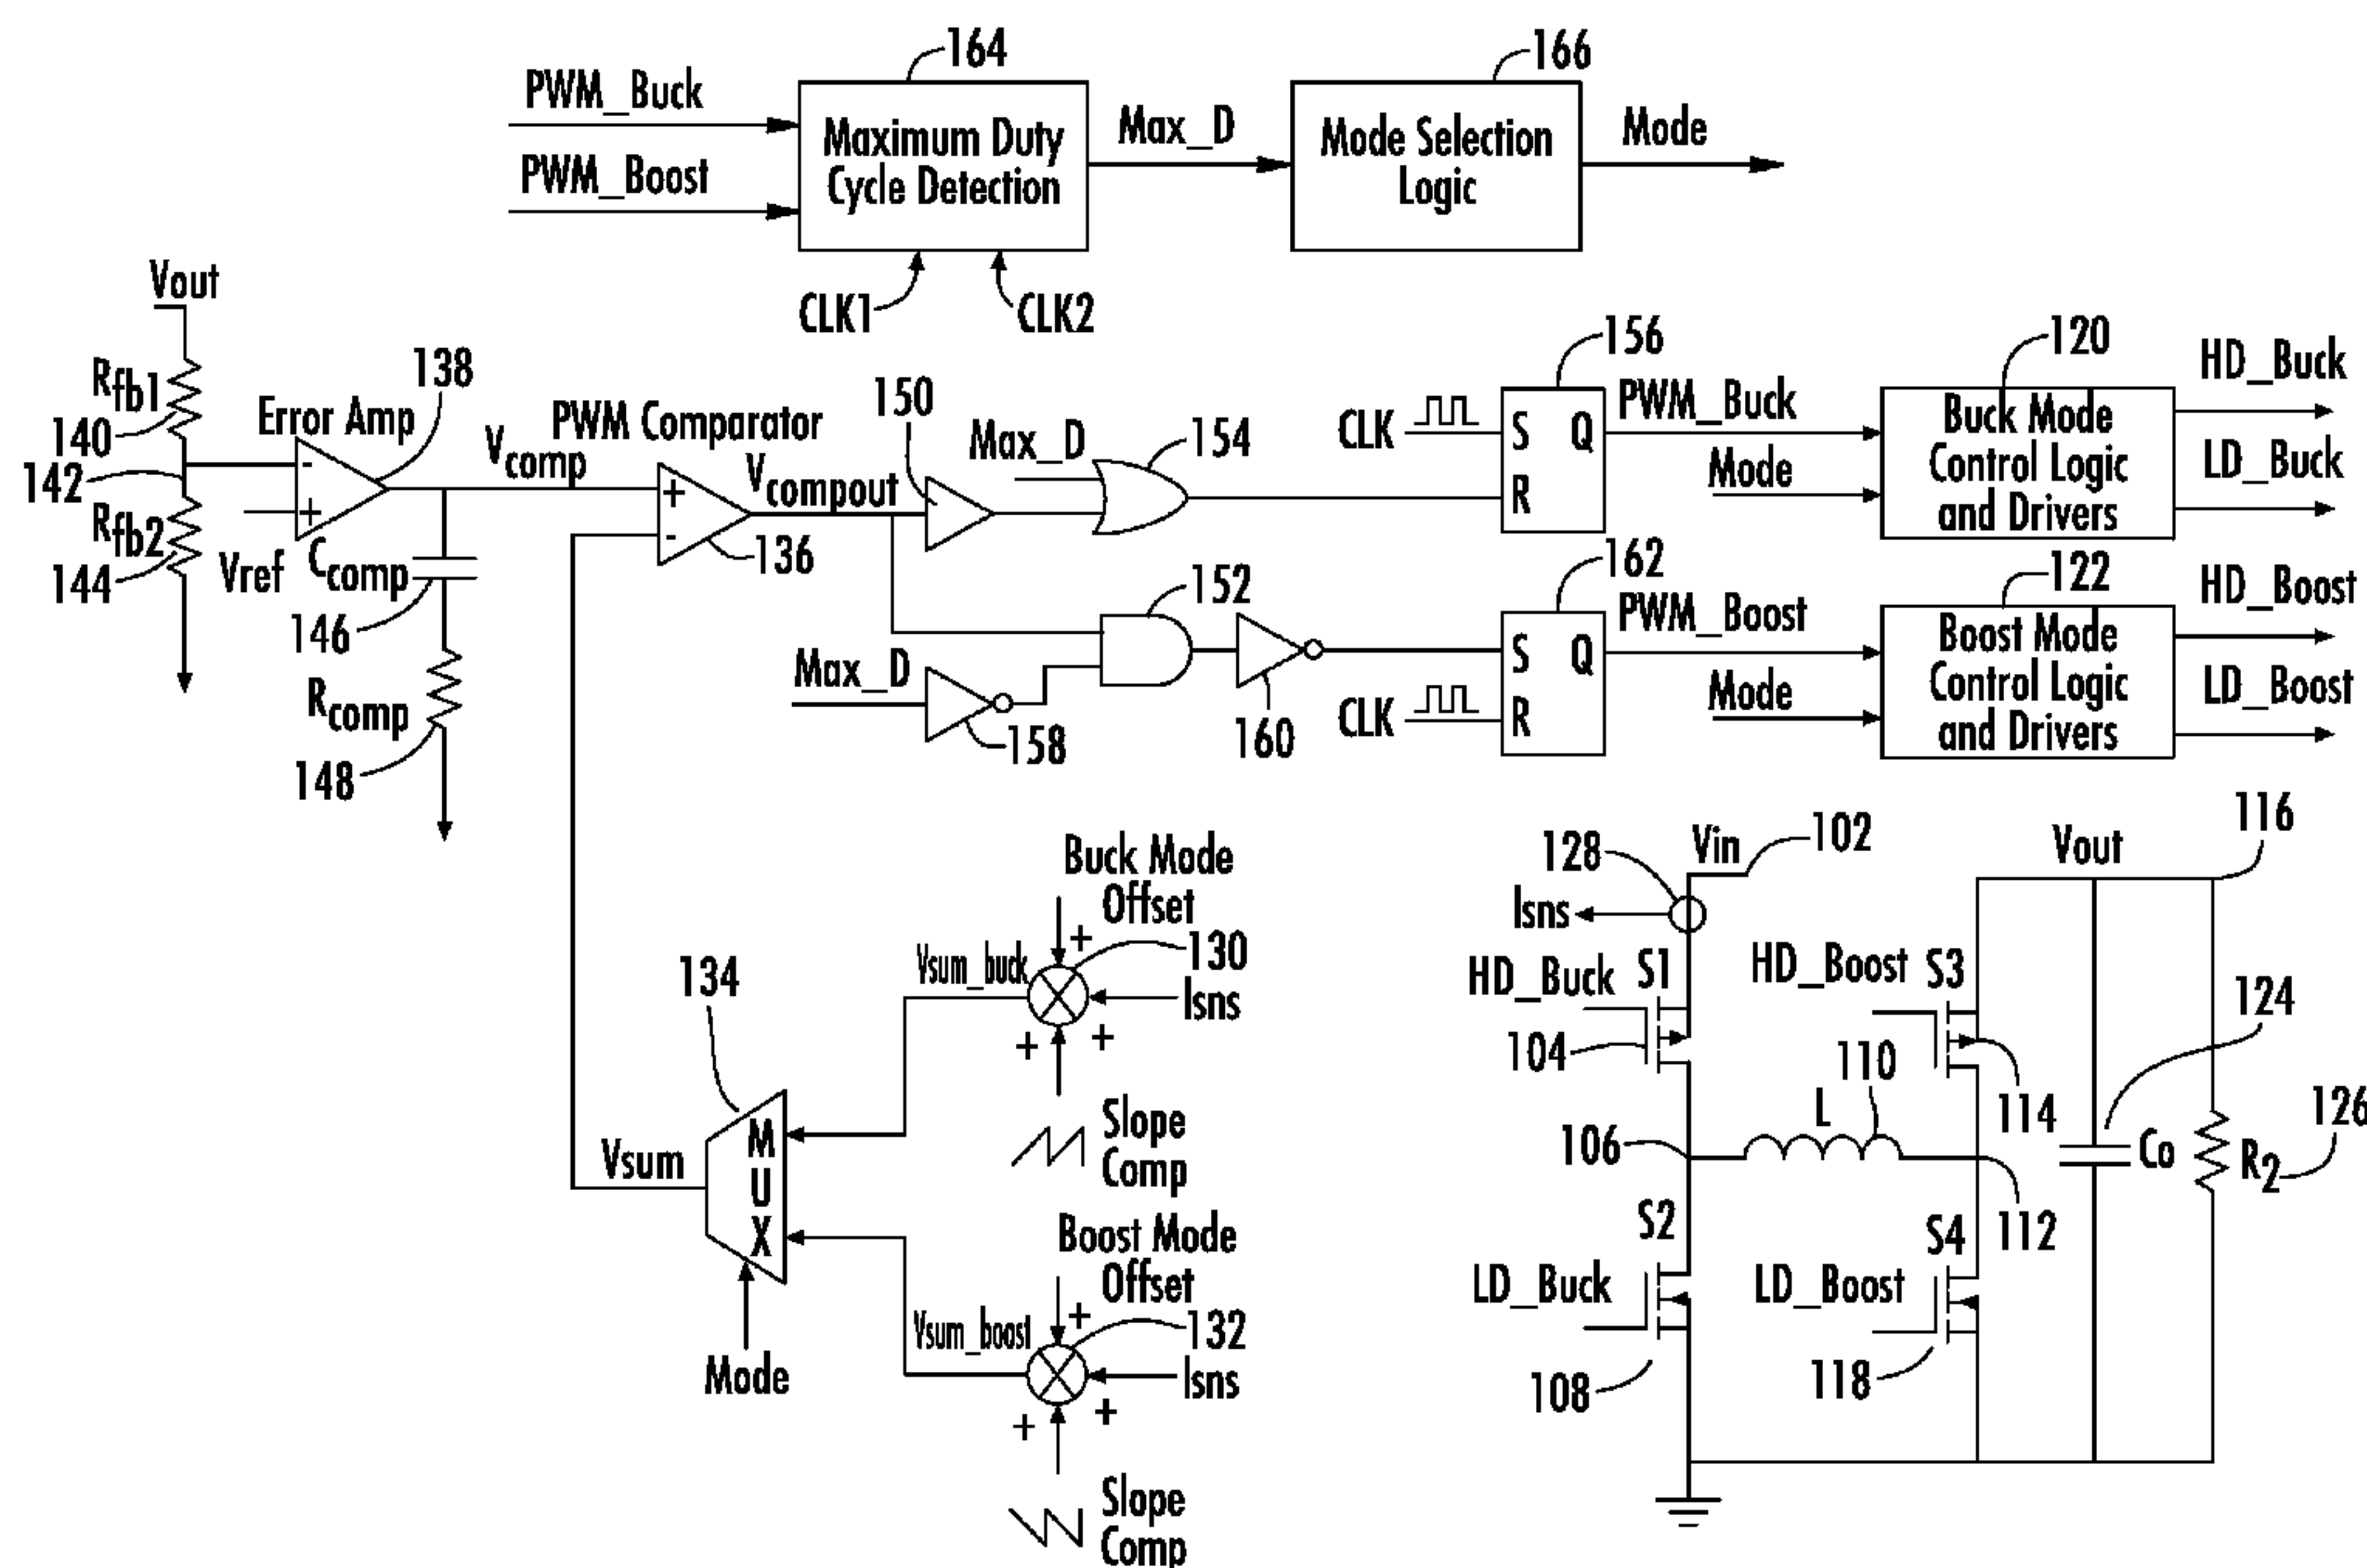 164
166
PWM_Buck
PWM_Boost
Maximum Duty
Cycle Detection
Max_D
Mode Selection
Logic
Mode
CLK1
CLK2
Vout
Rfb1
140
142
Rfb2
144
Error Amp
138
Vref
Vcomp
Ccomp
146
Rcomp
148
PWM Comparator
Vcompout
136
150
Max_D
154
152
Max_D
158
160
156
CLK
S Q
R
PWM_Buck
Mode
120
Buck Mode
Control Logic
and Drivers
HD_Buck
LD_Buck
162
S Q
CLK
R
PWM_Boost
Mode
122
Boost Mode
Control Logic
and Drivers
HD_Boost
LD_Boost
134
M
U
X
Vsum
Mode
Buck Mode
Offset
130
Vsum_buck
Isns
Slope
Comp
Boost Mode
Offset
132
Vsum_boost
Isns
Slope
Comp
128
Vin
102
Isns
Vout
116
HD_Buck
S1
104
HD_Boost
S3
114
124
110
L
106
112
Co
R2
126
S2
LD_Buck
108
S4
LD_Boost
118